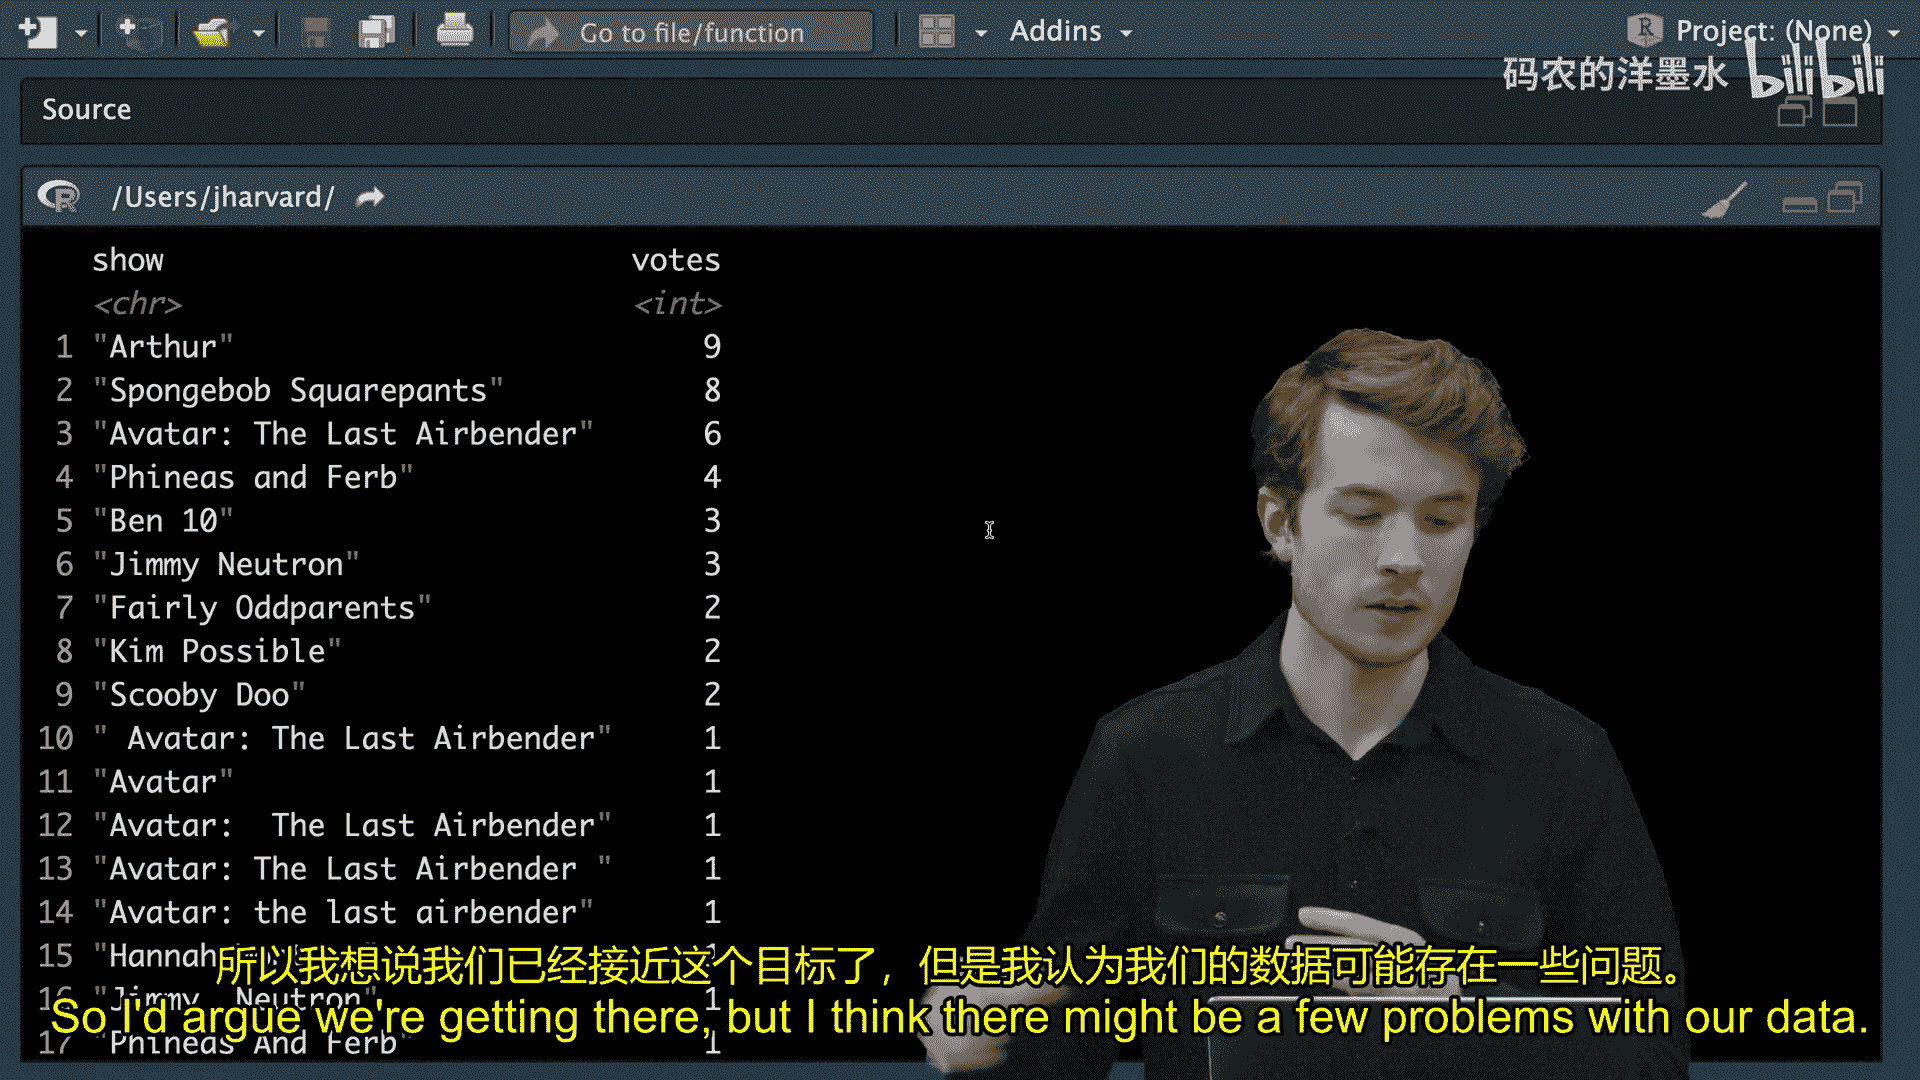 Go to file/function
Addins
Project: (None)
码农的洋墨水 bilibili
Source
/Users/jharvard/
show votes
<chr> <int>
1 "Arthur" 9
2 "Spongebob Squarepants" 8
3 "Avatar: The Last Airbender" 6
4 "Phineas and Ferb" 4
5 "Ben 10" 3
6 "Jimmy Neutron" 3
7 "Fairly Oddparents" 2
8 "Kim Possible" 2
9 "Scooby Doo" 2
10 " Avatar: The Last Airbender" 1
11 "Avatar" 1
12 "Avatar:  The Last Airbender" 1
13 "Avatar: The Last Airbender " 1
14 "Avatar: the last airbender" 1
15 "Hannah
所以我想说我们已经接近这个目标了，但是我认为我们的数据可能存在一些问题。
16 "Jimmy  Neutron" 1
So I'd argue we're getting there, but I think there might be a few problems with our data.
17 "Phineas And Ferb" 1